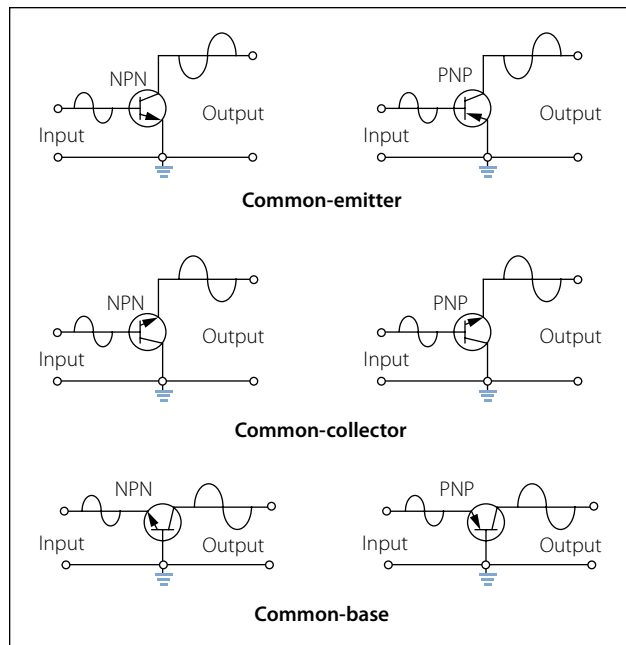 NPN PNP
Input Output Input Output
Common-emitter
NPN PNP
Input Output Input Output
Common-collector
NPN PNP
Input Output Input Output
Common-base